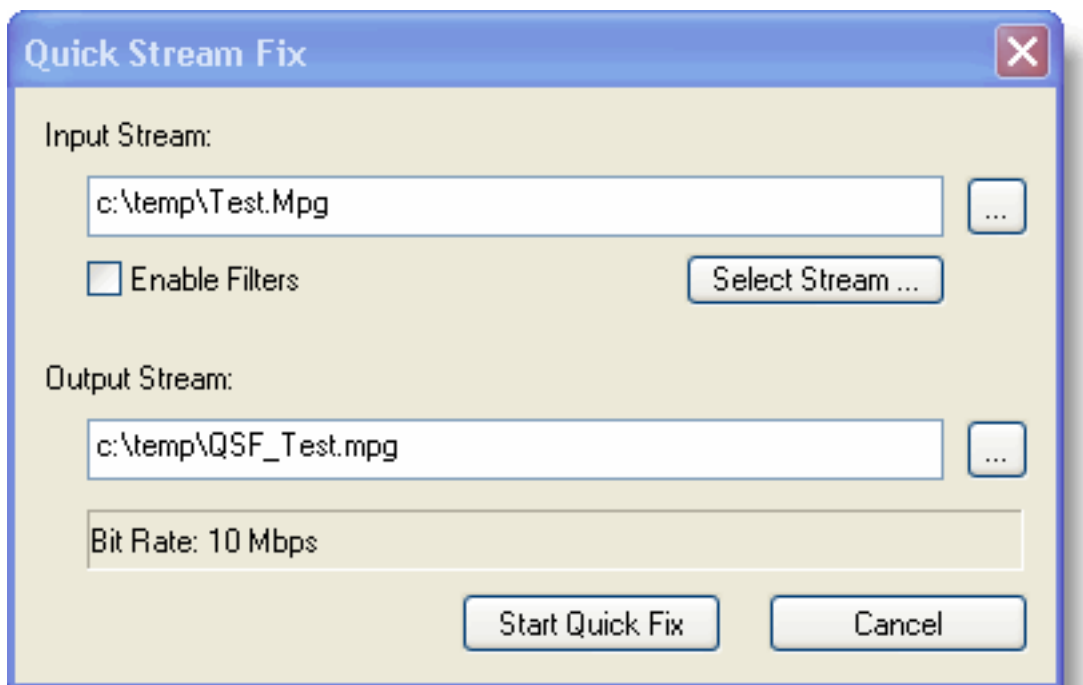 Quick Stream Fix
Input Stream:
c:\temp\Test.Mpg
...
Enable Filters
Select Stream ...
Output Stream:
c:\temp\QSF_Test.mpg
...
Bit Rate: 10 Mbps
Start Quick Fix
Cancel